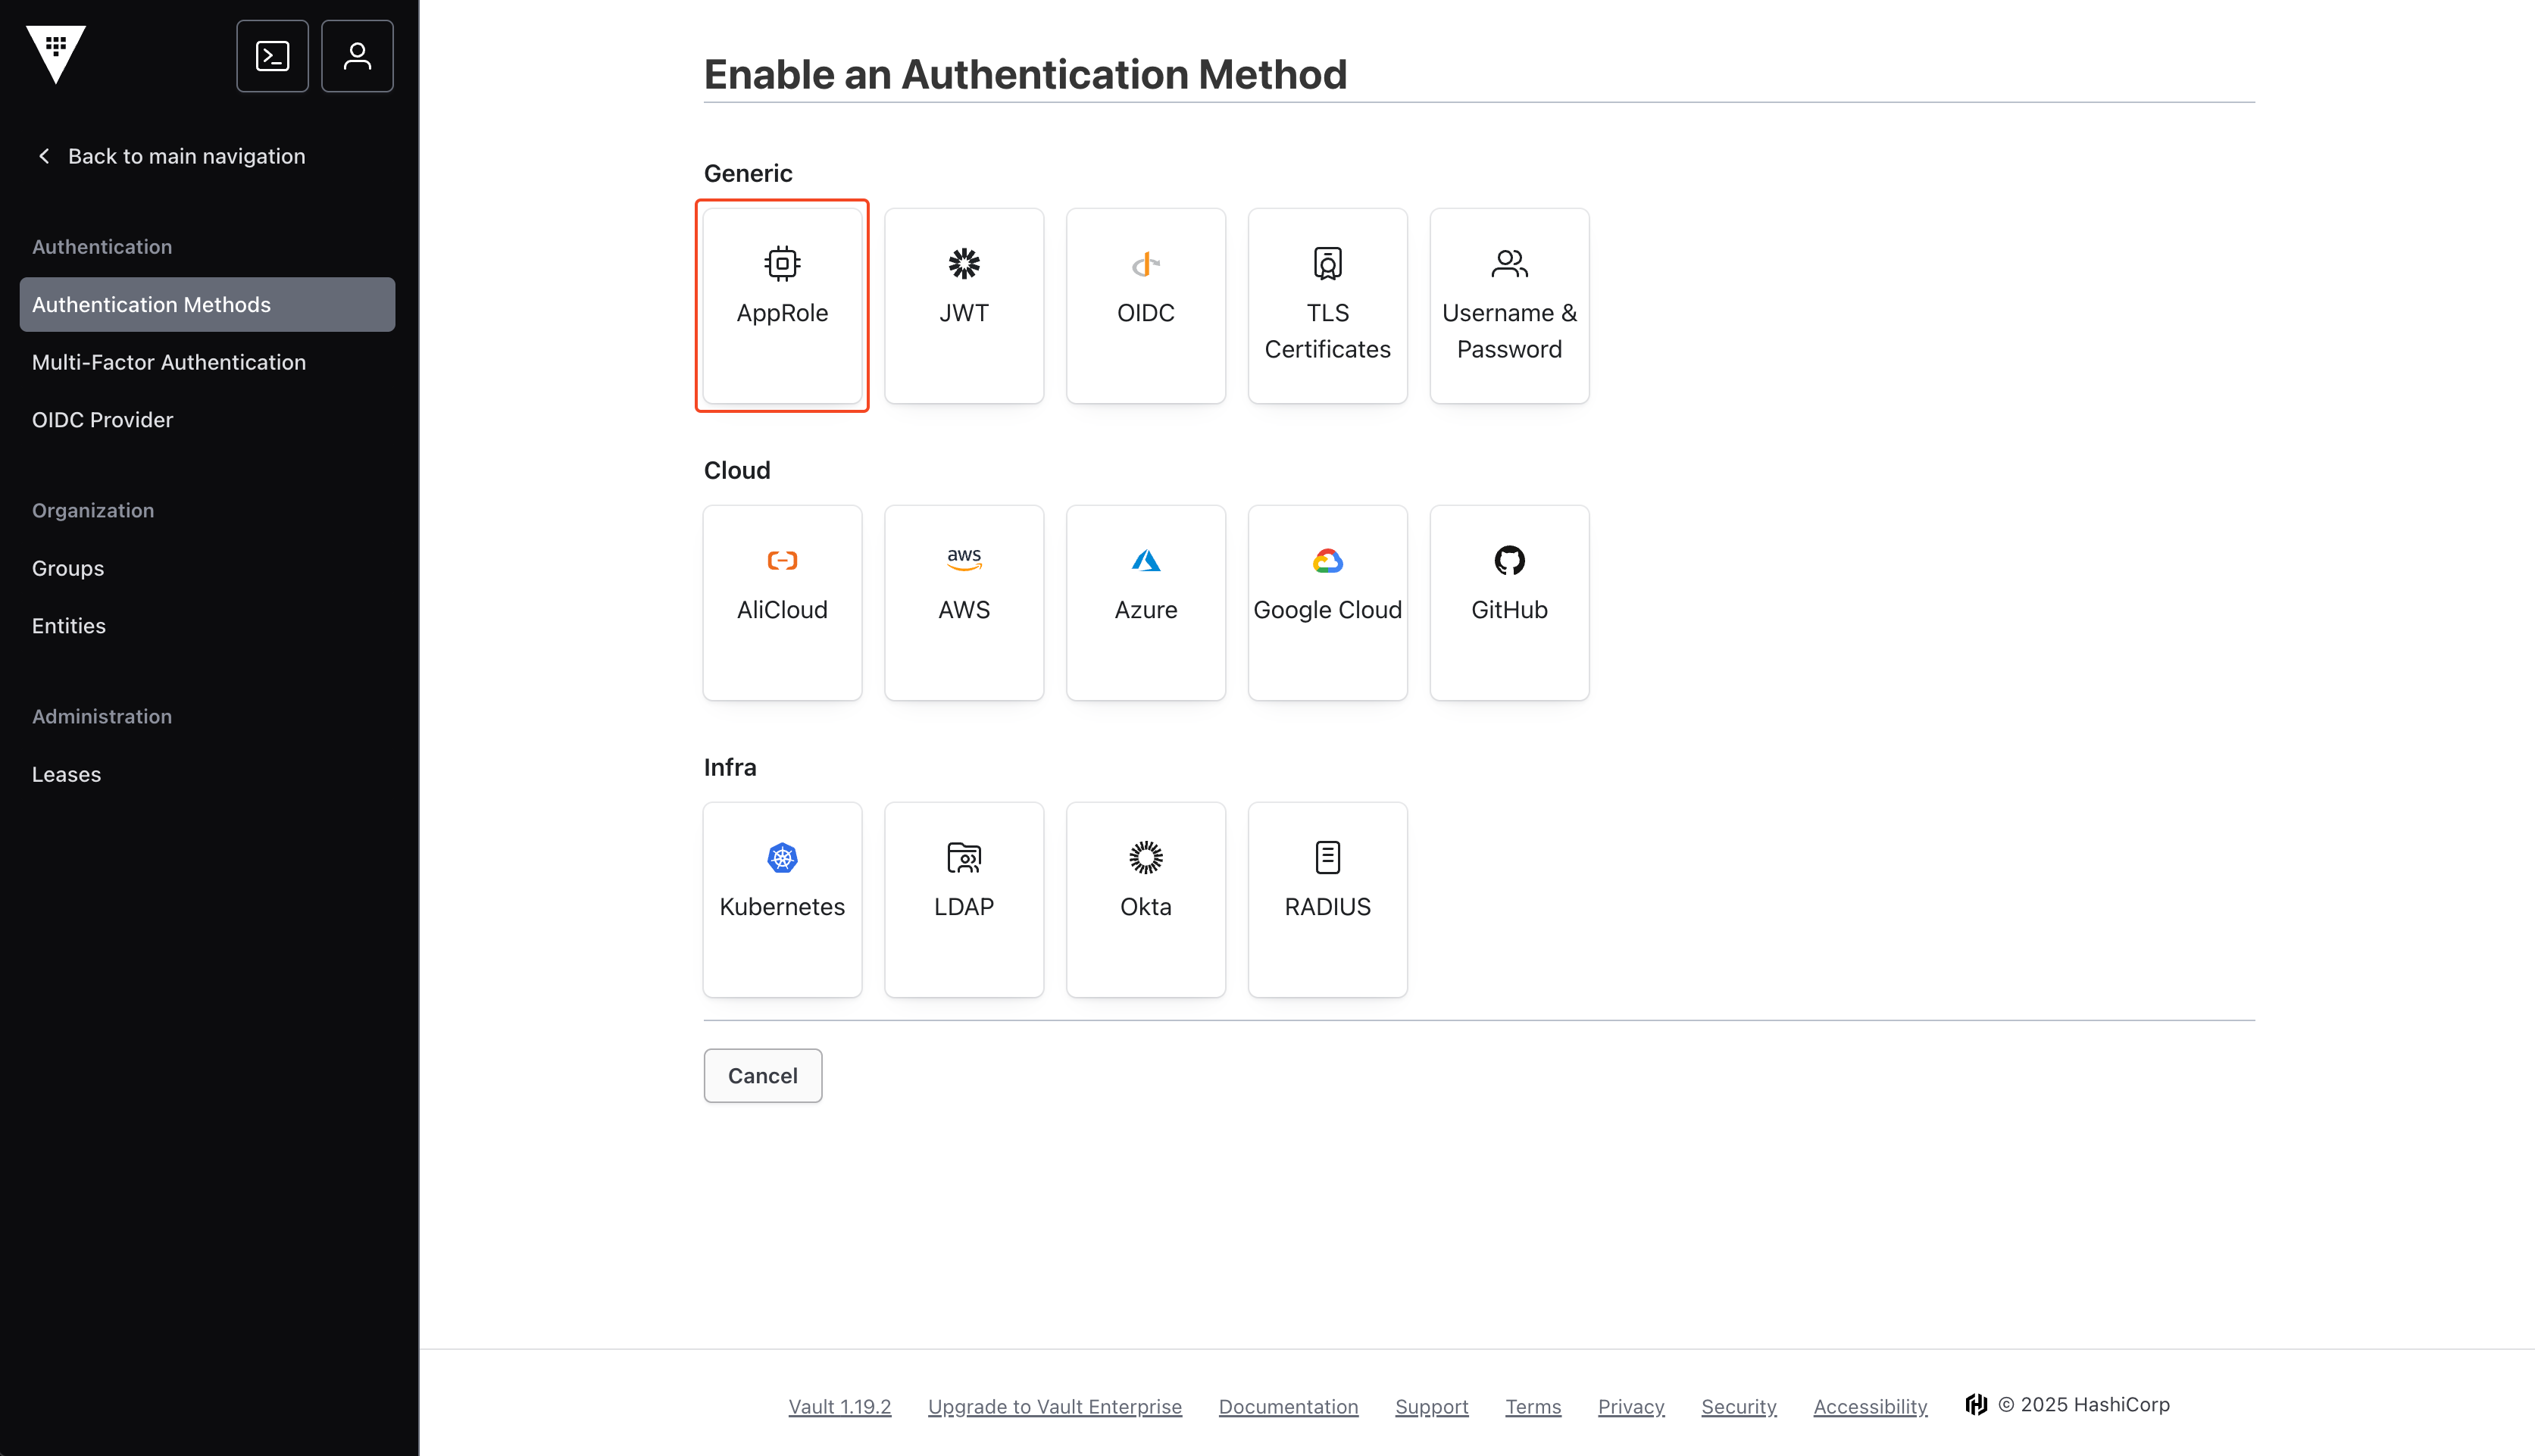 Back to main navigation
Authentication
Authentication Methods
Multi-Factor Authentication
OIDC Provider
Organization
Groups
Entities
Administration
Leases
Enable an Authentication Method
Generic
AppRole
JWT
OIDC
TLS
Certificates
Username &
Password
Cloud
AliCloud
aws
AWS
Azure
Google Cloud
GitHub
Infra
Kubernetes
LDAP
Okta
RADIUS
Cancel
Vault 1.19.2
Upgrade to Vault Enterprise
Documentation
Support
Terms
Privacy
Security
Accessibility
© 2025 HashiCorp